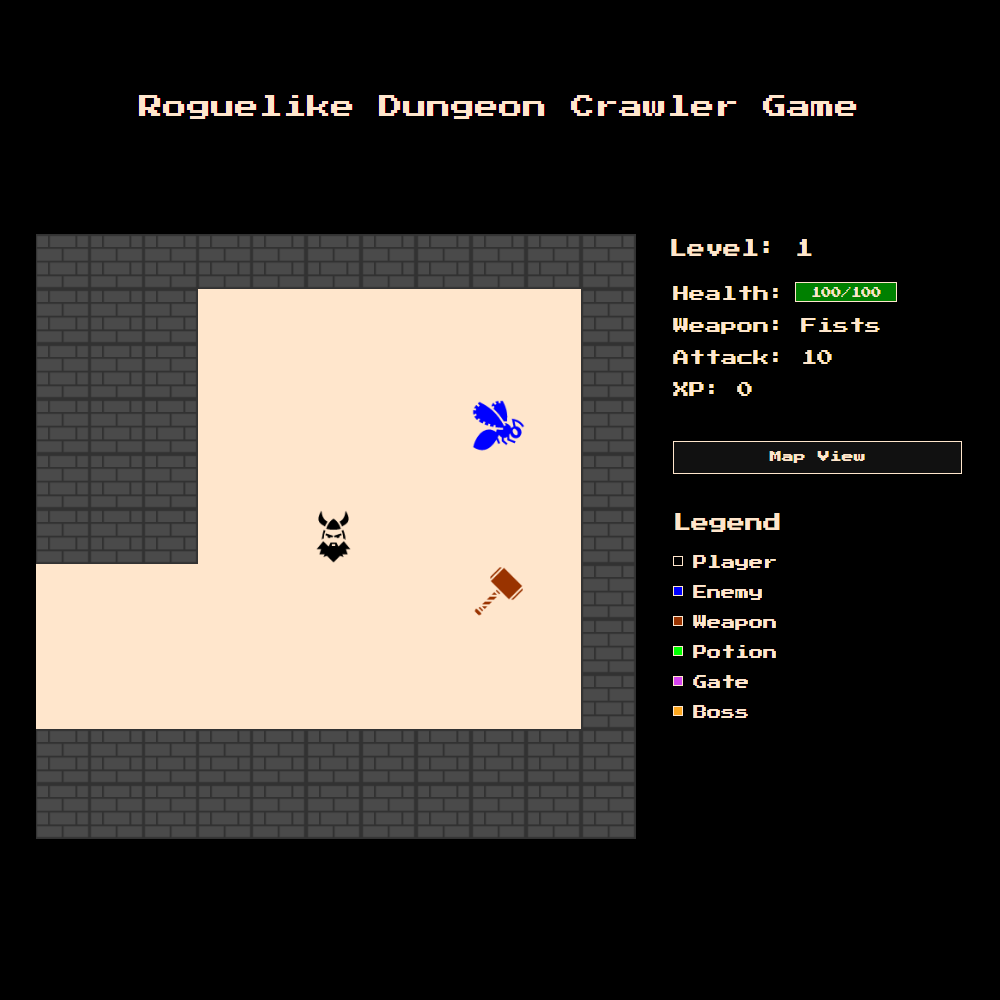 Roguelike Dungeon Crawler Game
Level: 1
Health: 100/100
Weapon: Fists
Attack: 10
XP: 0
Map View
Legend
Player
Enemy
Weapon
Potion
Gate
Boss